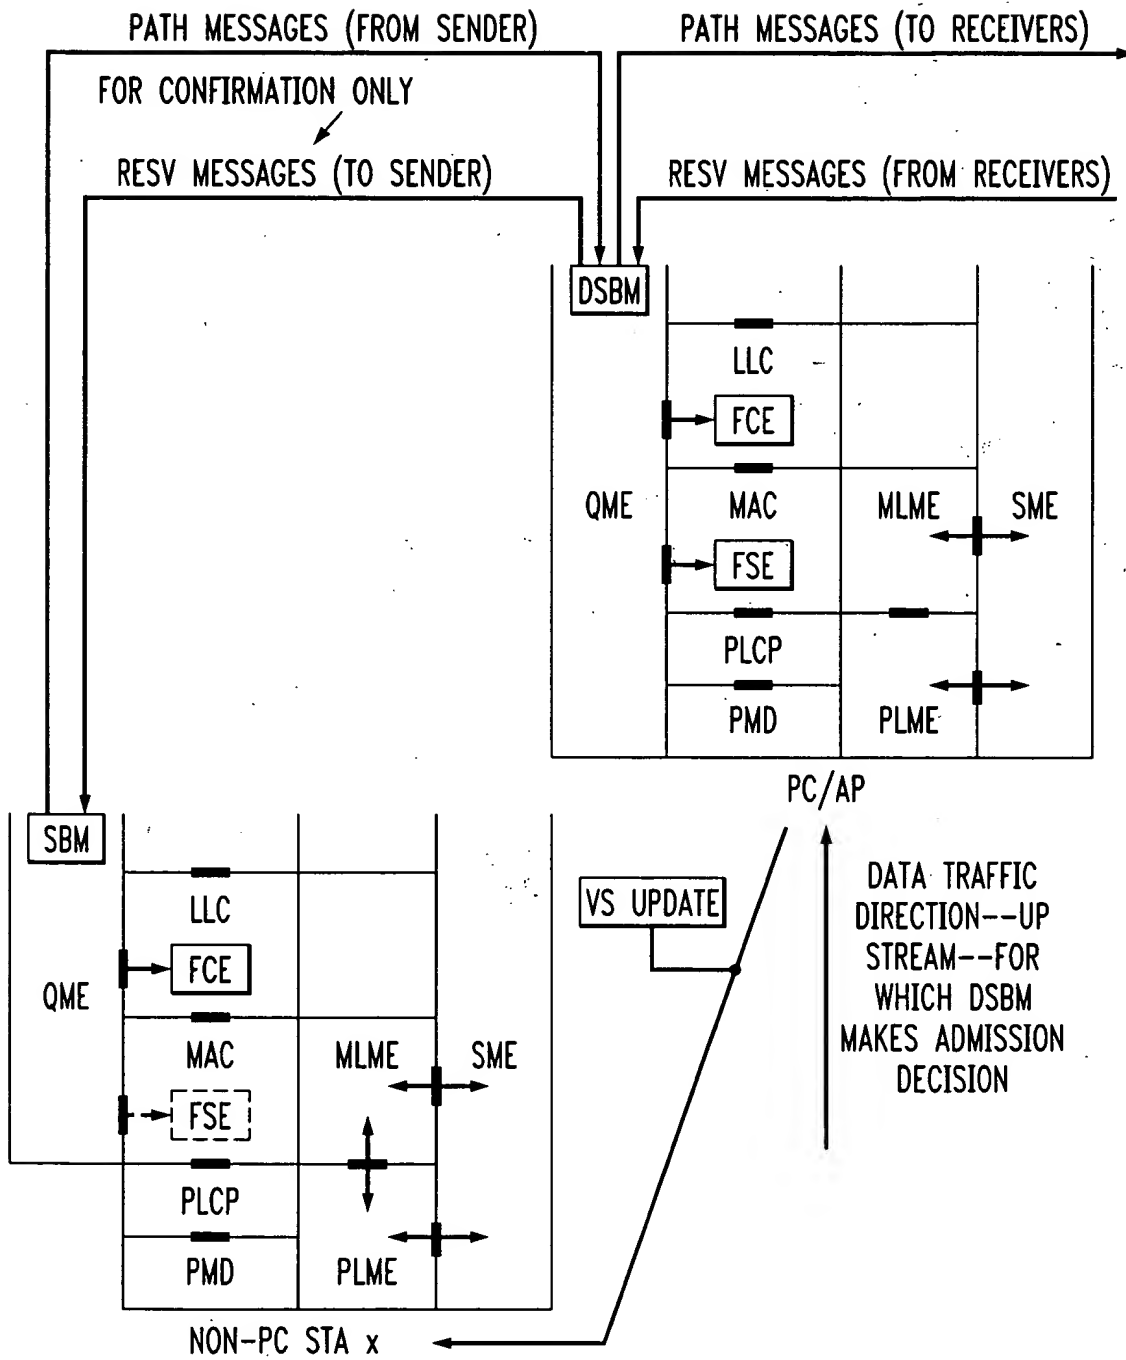 PATH MESSAGES (FROM SENDER)
PATH MESSAGES (TO RECEIVERS)
FOR CONFIRMATION ONLY
RESV MESSAGES (TO SENDER)
RESV MESSAGES (FROM RECEIVERS)
DSBM
LLC
FCE
QME
MAC
MLME
SME
FSE
PLCP
PMD
PLME
PC/AP
SBM
LLC
FCE
QME
MAC
MLME
SME
FSE
PLCP
PMD
PLME
NON-PC STA x
VS UPDATE
DATA TRAFFIC
DIRECTION--UP
STREAM--FOR
WHICH DSBM
MAKES ADMISSION
DECISION